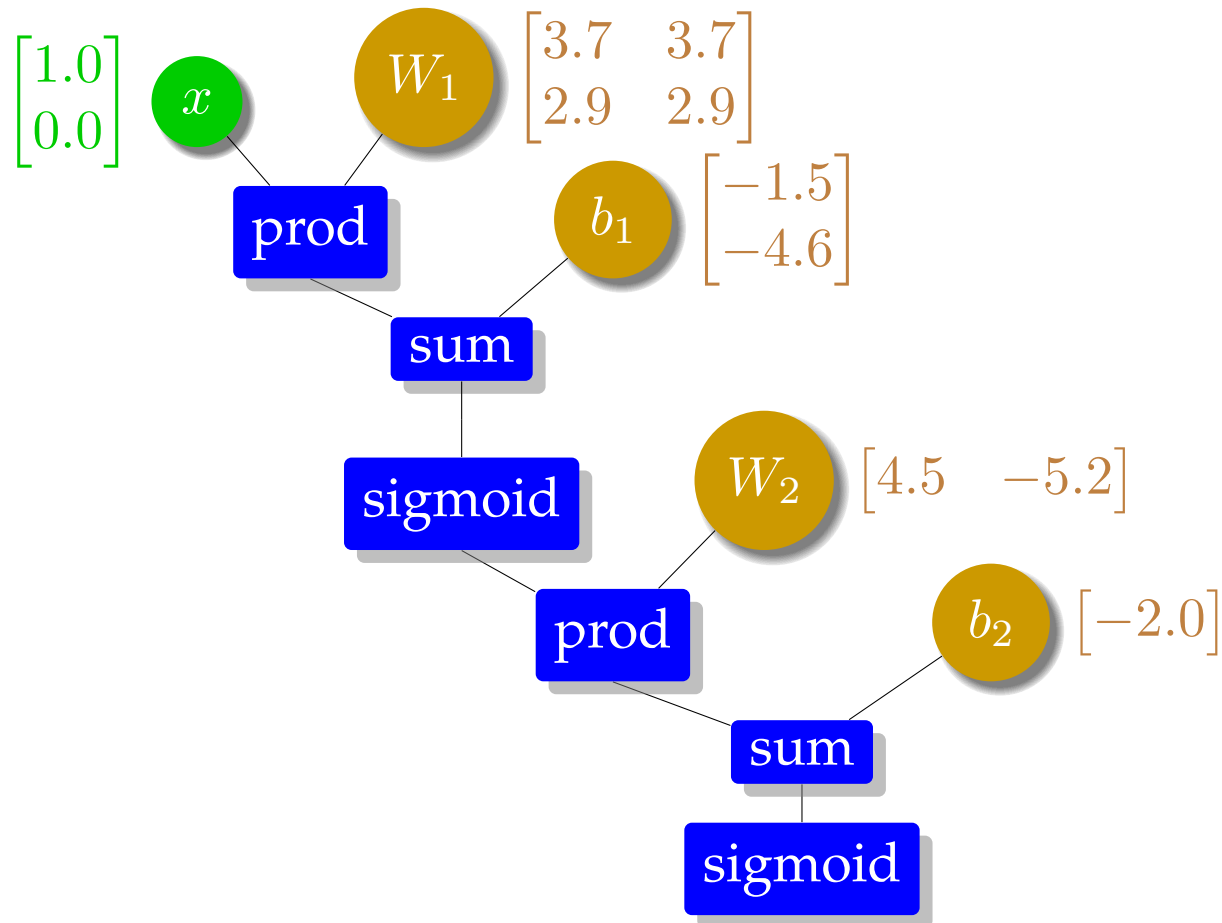 [1.0
0.0]
x
W₁
[3.7 3.7
2.9 2.9]
prod
b₁
[−1.5
−4.6]
sum
sigmoid
W₂
[4.5 −5.2]
prod
b₂
[−2.0]
sum
sigmoid